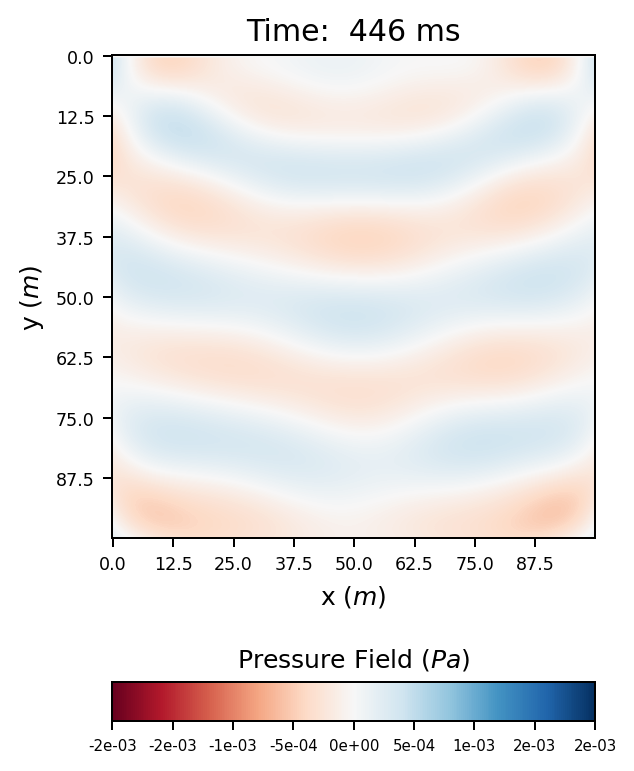 Time:  446 ms
0.0
12.5
25.0
37.5
50.0
62.5
75.0
87.5
y (m)
0.0 12.5 25.0 37.5 50.0 62.5 75.0 87.5
x (m)
Pressure Field (Pa)
-2e-03 -2e-03 -1e-03 -5e-04 0e+00 5e-04 1e-03 2e-03 2e-03